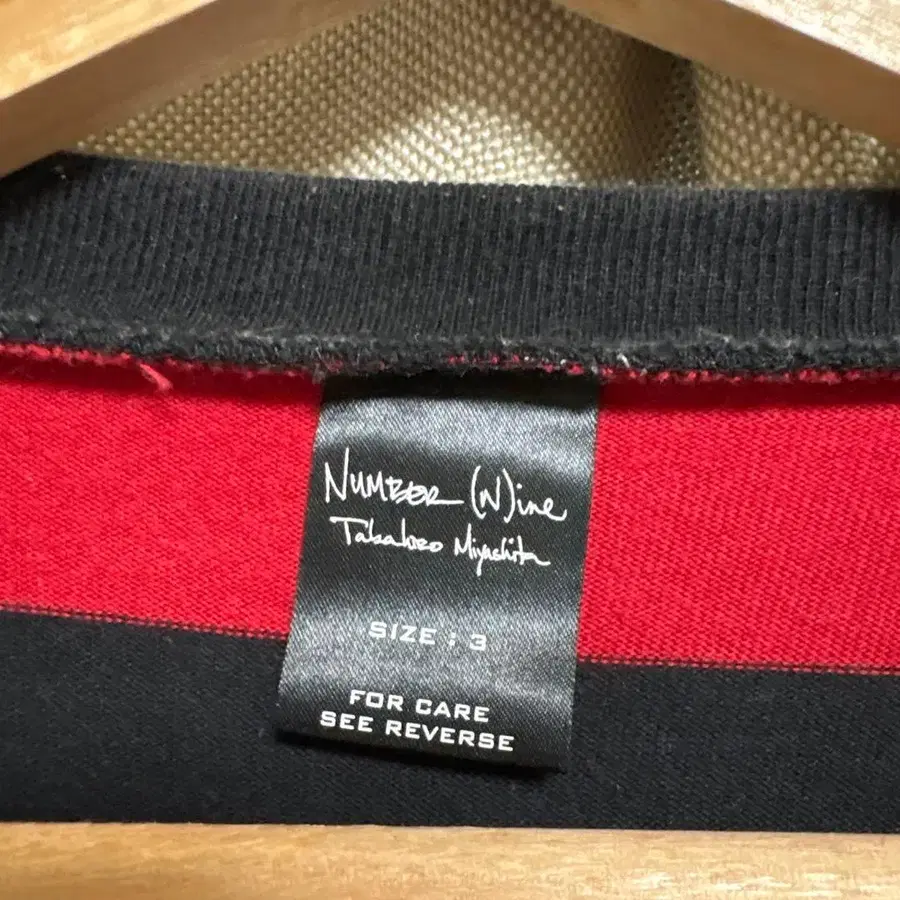 NUMBER (N)ine
Takahiro Miyashita
SIZE : 3
FOR CARE
SEE REVERSE